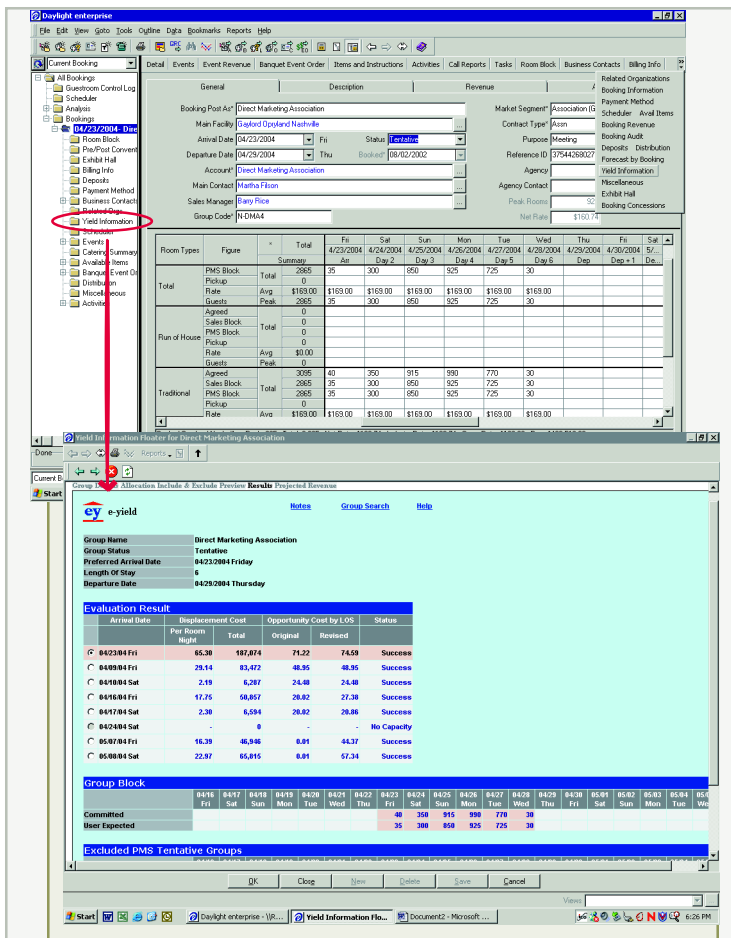 Daylight enterprise
File Edit View Goto Tools Outline Data Bookmarks Reports Help
Current Booking
Detail Events Event Revenue Banquet Event Order Items and Instructions Activities Call Reports Tasks Room Block Business Contacts Billing Info
All Bookings
Guestroom Control Log
Scheduler
Analysis
Bookings
04/23/2004- Dire
Room Block
Pre/Post Convent
Exhibit Hall
Billing Info
Deposits
Payment Method
Business Contacts
Related Orgs
Yield Information
Scheduler
Events
Catering Summary
Available Items
Banquet Event Or
Distribution
Miscellaneous
Activities
Related Organizations
Booking Information
Payment Method
Scheduler Avail Items
Booking Revenue
Booking Audit
Deposits Distribution
Forecast by Booking
Yield Information
Miscellaneous
Exhibit Hall
Booking Concessions
General Description Revenue A
Booking Post As* Direct Marketing Association Market Segment* Association (G
Main Facility Gaylord Opryland Nashville ... Contract Type* Assn
Arrival Date 04/23/2004 Fri Status Tentative Purpose Meeting
Departure Date 04/29/2004 Thu Booked* 08/02/2002 Reference ID 37544268027
Account* Direct Marketing Association ... Agency
Main Contact Martha Filson ... Agency Contact
Sales Manager Barry Rice ... Peak Rooms 92
Group Code* N-DMA4 Net Rate $160.74
Room Types Figure * Total Fri Sat Sun Mon Tue Wed Thu Fri Sat
4/23/2004 4/24/2004 4/25/2004 4/26/2004 4/27/2004 4/28/2004 4/29/2004 4/30/2004 5/...
Summary Arr Day 2 Day 3 Day 4 Day 5 Day 6 Dep Dep + 1 De...
Total PMS Block Total 2865 35 300 850 925 725 30
Pickup 0
Rate Avg $169.00 $169.00 $169.00 $169.00 $169.00 $169.00 $169.00
Guests Peak 2865 35 300 850 925 725 30
Run of House Agreed Total 0
Sales Block 0
PMS Block 0
Pickup 0
Rate Avg $0.00
Guests Peak 0
Traditional Agreed Total 3095 40 350 915 990 770 30
Sales Block 2865 35 300 850 925 725 30
PMS Block 2865 35 300 850 925 725 30
Pickup 0
Rate Avg $169.00 $169.00 $169.00 $169.00 $169.00 $169.00 $169.00
Done
Current B
Start
Yield Information Floater for Direct Marketing Association
Reports
Allocation Include & Exclude Preview Results Projected Revenue
ey e-yield Notes Group Search Help
Group Name Direct Marketing Association
Group Status Tentative
Preferred Arrival Date 04/23/2004 Friday
Length Of Stay 6
Departure Date 04/29/2004 Thursday
Evaluation Result
Arrival Date Displacement Cost Opportunity Cost by LOS Status
Per Room Night Total Original Revised
04/23/04 Fri 65.30 187,074 71.22 74.59 Success
04/09/04 Fri 29.14 83,472 48.95 48.95 Success
04/10/04 Sat 2.19 6,287 24.48 24.48 Success
04/16/04 Fri 17.75 50,857 20.02 27.38 Success
04/17/04 Sat 2.30 6,594 20.02 20.86 Success
04/24/04 Sat - 0 - - No Capacity
05/07/04 Fri 16.39 46,946 0.01 44.37 Success
05/08/04 Sat 22.97 65,815 0.01 57.34 Success
Group Block
04/16 04/17 04/18 04/19 04/20 04/21 04/22 04/23 04/24 04/25 04/26 04/27 04/28 04/29 04/30 05/01 05/02 05/03 05/04
Fri Sat Sun Mon Tue Wed Thu Fri Sat Sun Mon Tue Wed Thu Fri Sat Sun Mon Tue We
Committed 40 350 915 990 770 30
User Expected 35 300 850 925 725 30
Excluded PMS Tentative Groups
OK Close New Delete Save Cancel
Views
Start Daylight enterprise - \\R... Yield Information Flo... Document2 - Microsoft ... 6:26 PM